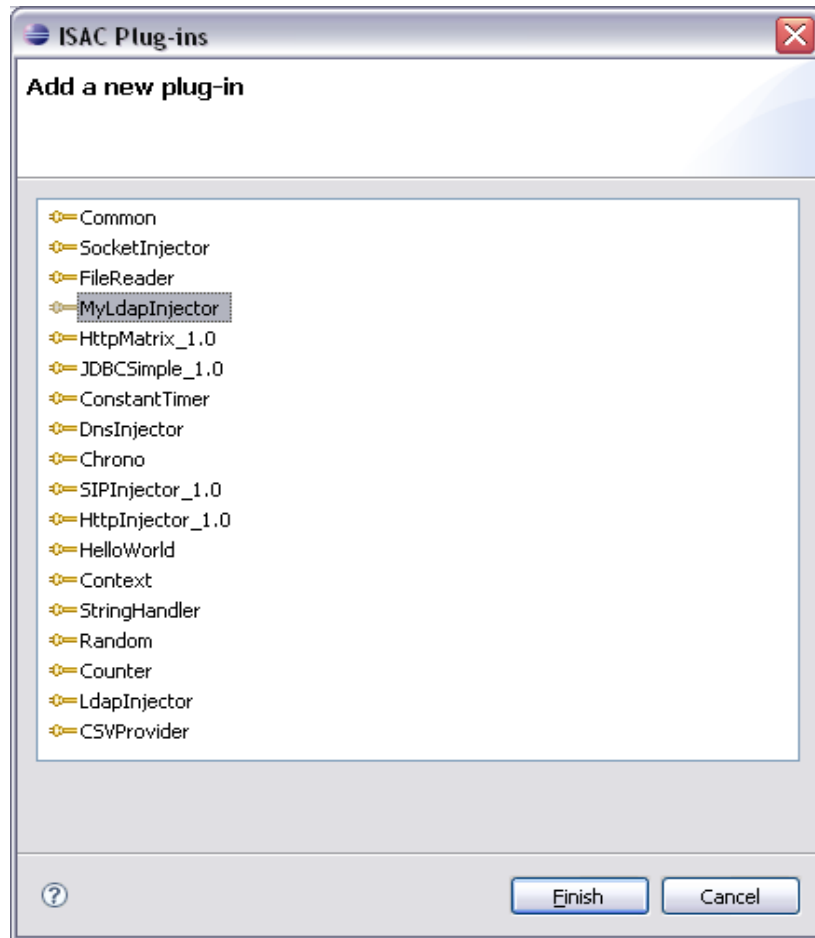 ISAC Plug-ins
Add a new plug-in
Common
SocketInjector
FileReader
MyLdapInjector
HttpMatrix_1.0
JDBCSimple_1.0
ConstantTimer
DnsInjector
Chrono
SIPInjector_1.0
HttpInjector_1.0
HelloWorld
Context
StringHandler
Random
Counter
LdapInjector
CSVProvider
? Finish Cancel